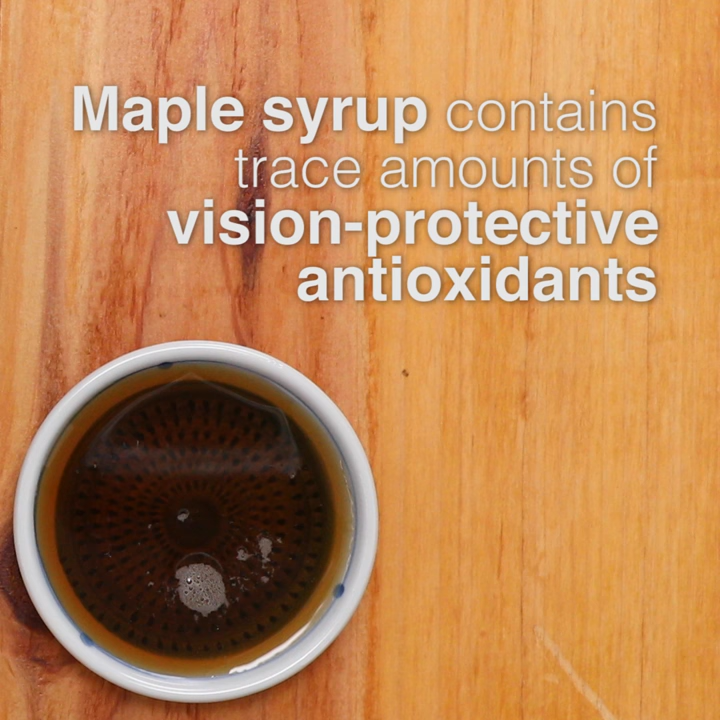 Maple syrup contains
trace amounts of
vision-protective
antioxidants